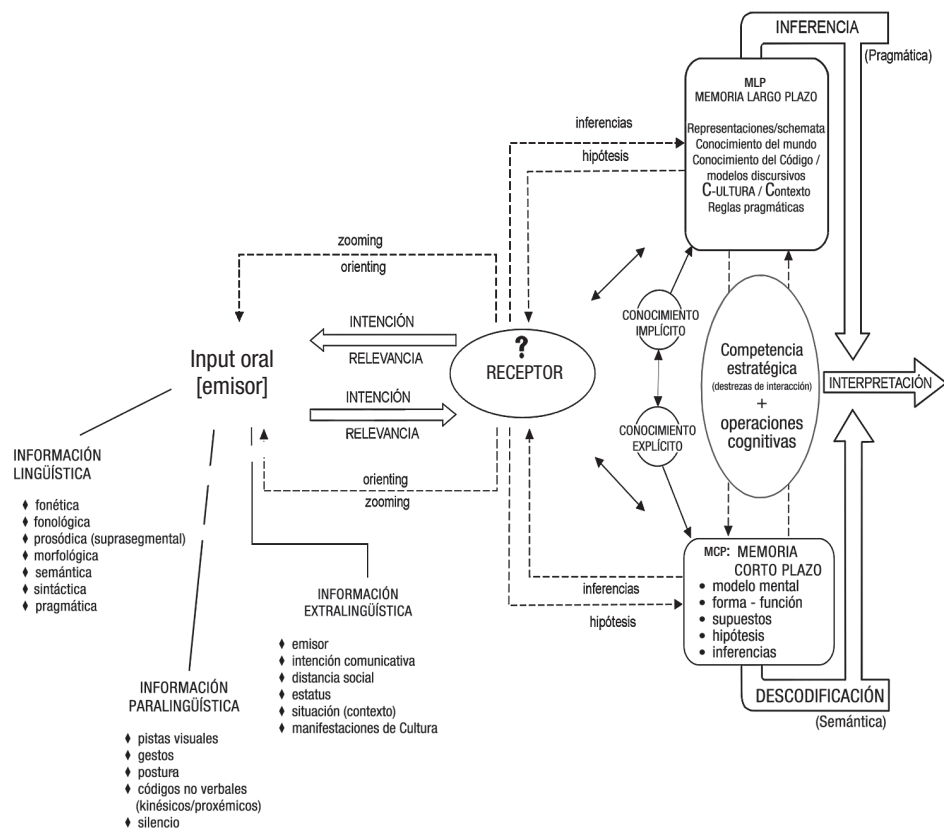 INFERENCIA
(Pragmática)
MLP
MEMORIA LARGO PLAZO
Representaciones/schemata
Conocimiento del mundo
Conocimiento del Código /
modelos discursivos
C-ULTURA / Contexto
Reglas pragmáticas
inferencias
hipótesis
zooming
orienting
INTENCIÓN
RELEVANCIA
?
RECEPTOR
Input oral
[emisor]
INTENCIÓN
RELEVANCIA
orienting
zooming
CONOCIMIENTO
IMPLÍCITO
CONOCIMIENTO
EXPLÍCITO
Competencia
estratégica
(destrezas de interacción)
+
operaciones
cognitivas
INTERPRETACIÓN
INFORMACIÓN
LINGÜÍSTICA
♦ fonética
♦ fonológica
♦ prosódica (suprasegmental)
♦ morfológica
♦ semántica
♦ sintáctica
♦ pragmática
inferencias
hipótesis
MCP: MEMORIA
CORTO PLAZO
• modelo mental
• forma - función
• supuestos
• hipótesis
• inferencias
INFORMACIÓN
EXTRALINGÜÍSTICA
♦ emisor
♦ intención comunicativa
♦ distancia social
♦ estatus
♦ situación (contexto)
♦ manifestaciones de Cultura
INFORMACIÓN
PARALINGÜÍSTICA
♦ pistas visuales
♦ gestos
♦ postura
♦ códigos no verbales
(kinésicos/proxémicos)
♦ silencio
DESCODIFICACIÓN
(Semántica)